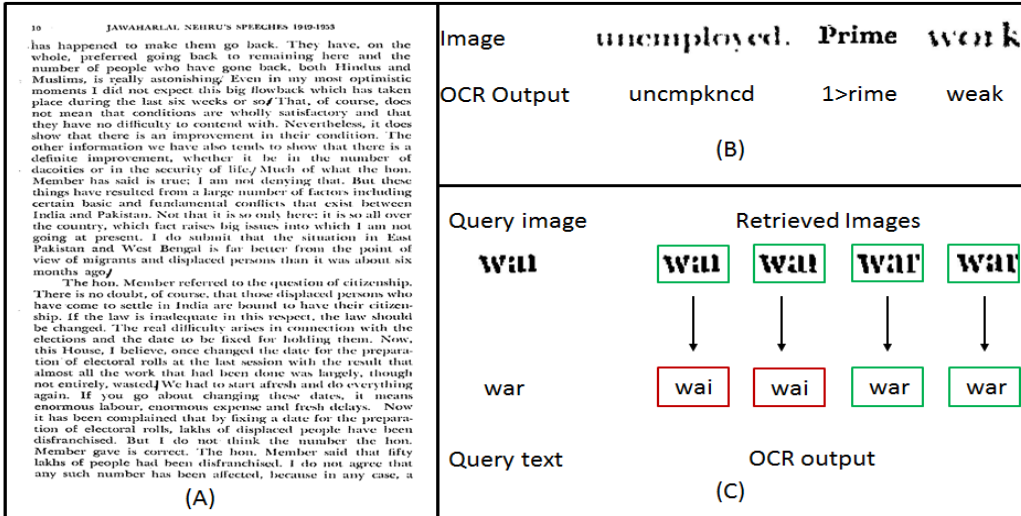 10 JAWAHARLAL NEHRU'S SPEECHES 1949-1953
has happened to make them go back. They have, on the
whole, preferred going back to remaining here and the
number of people who have gone back, both Hindus and
Muslims, is really astonishing. Even in my most optimistic
moments I did not expect this big flowback which has taken
place during the last six weeks or so. That, of course, does
not mean that conditions are wholly satisfactory and that
they have no difficulty to contend with. Nevertheless, it does
show that there is an improvement in their condition. The
other information we have also tends to show that there is a
definite improvement, whether it be in the number of
dacoities or in the security of life. Much of what the hon.
Member has said is true; I am not denying that. But these
things have resulted from a large number of factors including
certain basic and fundamental conflicts that exist between
India and Pakistan. Not that it is so only here; it is so all over
the country, which fact raises big issues into which I am not
going at present. I do submit that the situation in East
Pakistan and West Bengal is far better from the point of
view of migrants and displaced persons than it was about six
months ago.
The hon. Member referred to the question of citizenship.
There is no doubt, of course, that those displaced persons who
have come to settle in India are bound to have their citizen-
ship. If the law is inadequate in this respect, the law should
be changed. The real difficulty arises in connection with the
elections and the date to be fixed for holding them. Now,
this House, I believe, once changed the date for the prepara-
tion of electoral rolls at the last session with the result that
almost all the work that had been done was largely, though
not entirely, wasted. We had to start afresh and do everything
again. If you go about changing these dates, it means
enormous labour, enormous expense and fresh delays. Now
it has been complained that by fixing a date for the prepara-
tion of electoral rolls, lakhs of displaced people have been
disfranchised. But I do not think the number the hon.
Member gave is correct. The hon. Member said that fifty
lakhs of people had been disfranchised. I do not agree that
any such number has been affected, because in any case, a
(A)
Image unemployed. Prime work
OCR Output uncmpkncd 1>rime weak
(B)
Query image Retrieved Images
war war war war war
war wai wai war war
Query text OCR output
(C)